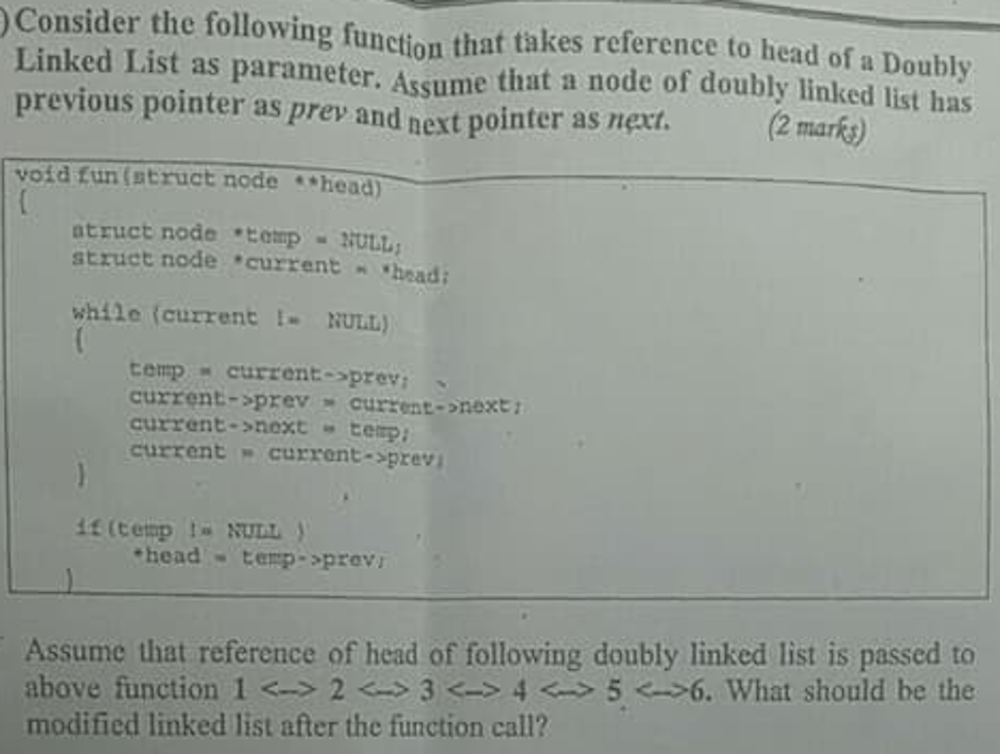 )Consider the following function that takes reference to head of a Doubly
Linked List as parameter. Assume that a node of doubly linked list has
previous pointer as prev and next pointer as next. (2 marks)
void fun(struct node **head)
{
struct node *temp = NULL;
struct node *current = *head;
while (current != NULL)
{
temp = current->prev;
current->prev = current->next;
current->next = temp;
current = current->prev;
}
if(temp != NULL )
*head = temp->prev;
}
Assume that reference of head of following doubly linked list is passed to
above function 1 <--> 2 <--> 3 <--> 4 <--> 5 <-->6. What should be the
modified linked list after the function call?